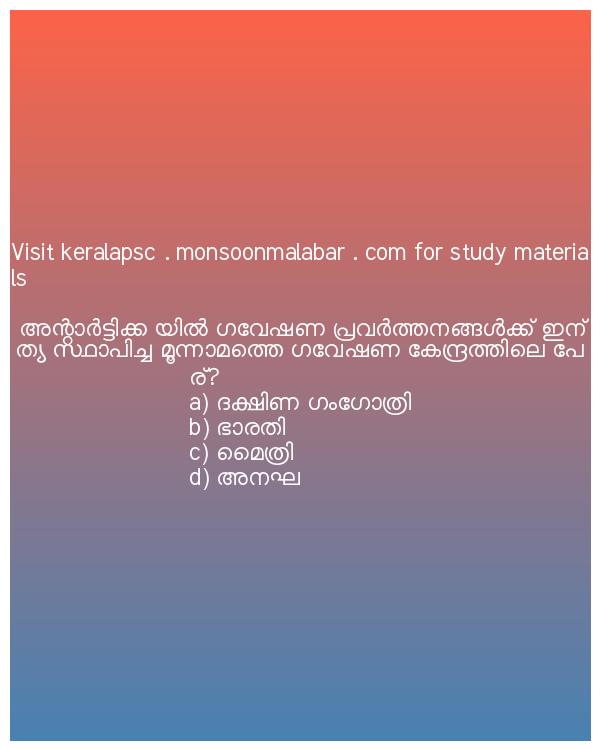 Visit keralapsc . monsoonmalabar . com for study materia
ls
അന്റാർട്ടിക്ക യിൽ ഗവേഷണ പ്രവർത്തനങ്ങൾക്ക് ഇന്
ത്യ സ്ഥാപിച്ച മൂന്നാമത്തെ ഗവേഷണ കേന്ദ്രത്തിലെ പേ
ര്?
a) ദക്ഷിണ ഗംഗോത്രി
b) ഭാരതി
c) മൈത്രി
d) അനഘ